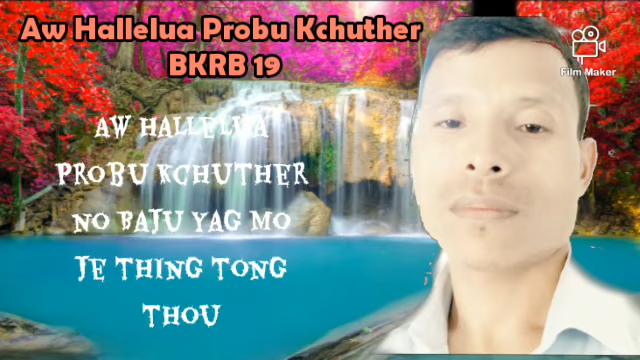 Aw Hallelua Probu Kchuther
BKRB 19
Film Maker
AW HALLELUA
PROBU KCHUTHER
NO BAJU YAG MO
JE THING TONG
THOU